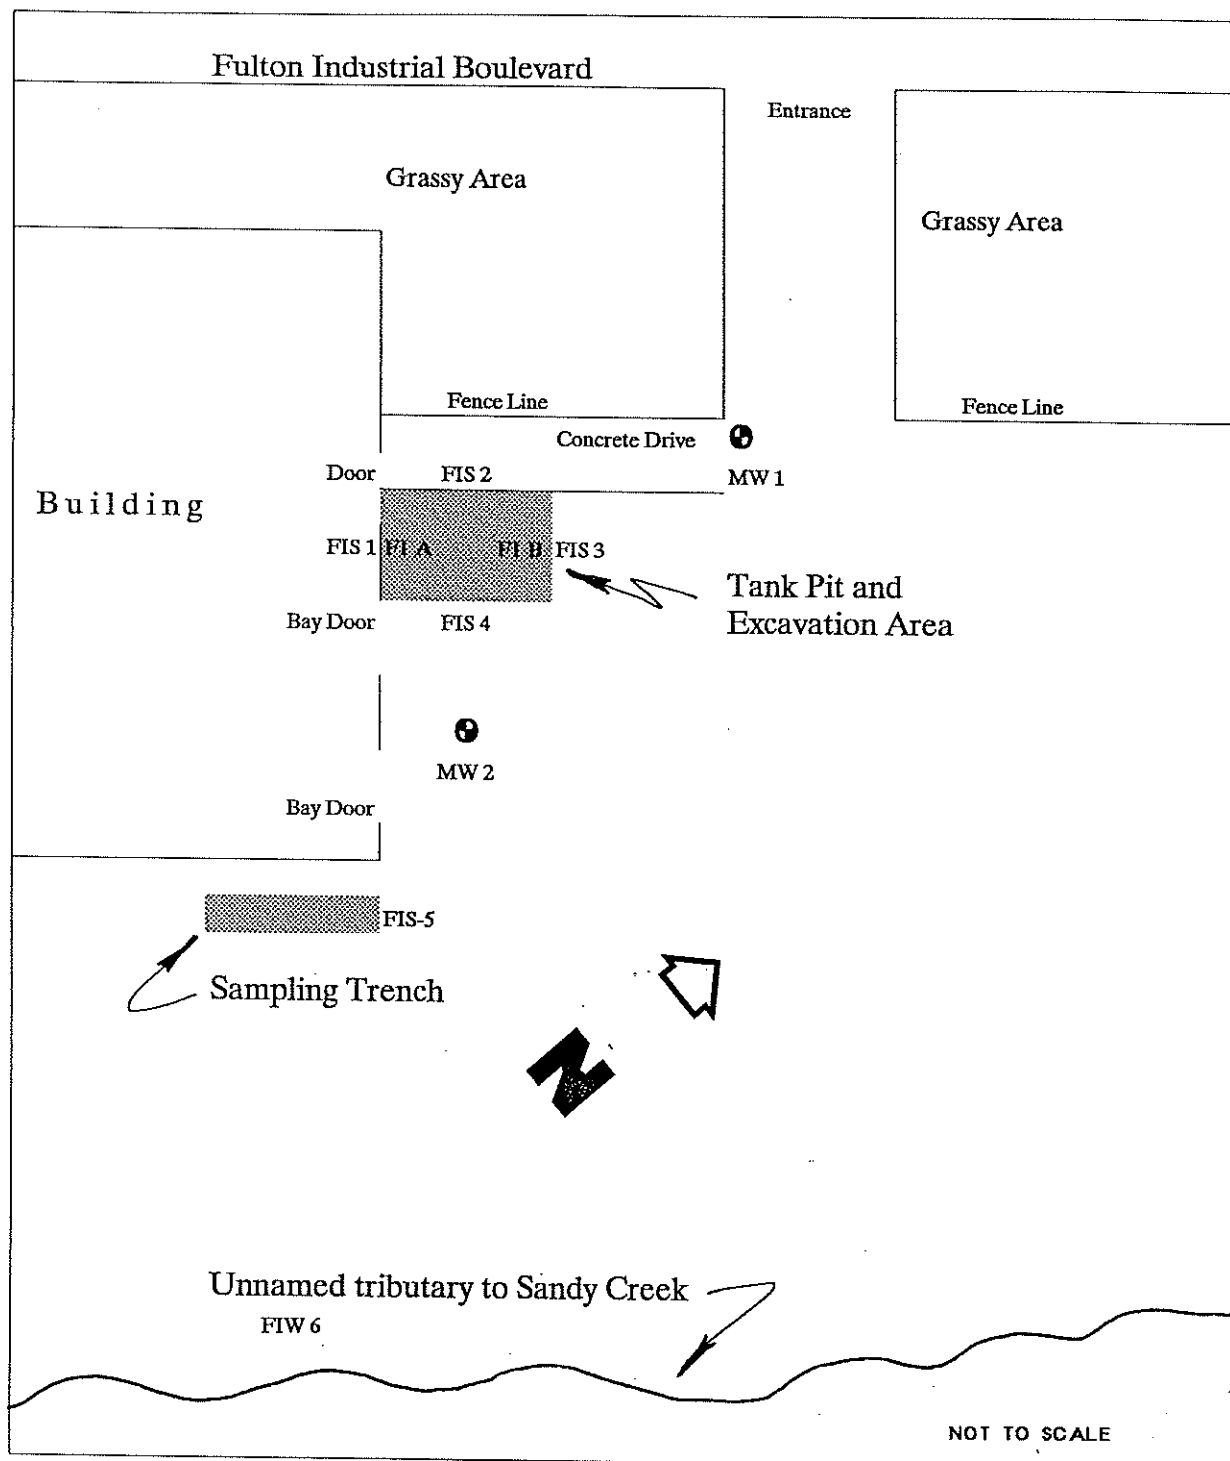 Fulton Industrial Boulevard
Entrance
Grassy Area
Grassy Area
Fence Line
Fence Line
Concrete Drive
Door
FIS 2
MW 1
Building
FIS 1
FI A
FI B
FIS 3
Tank Pit and
Excavation Area
Bay Door
FIS 4
MW 2
Bay Door
FIS-5
Sampling Trench
N
Unnamed tributary to Sandy Creek
FIW 6
NOT TO SCALE